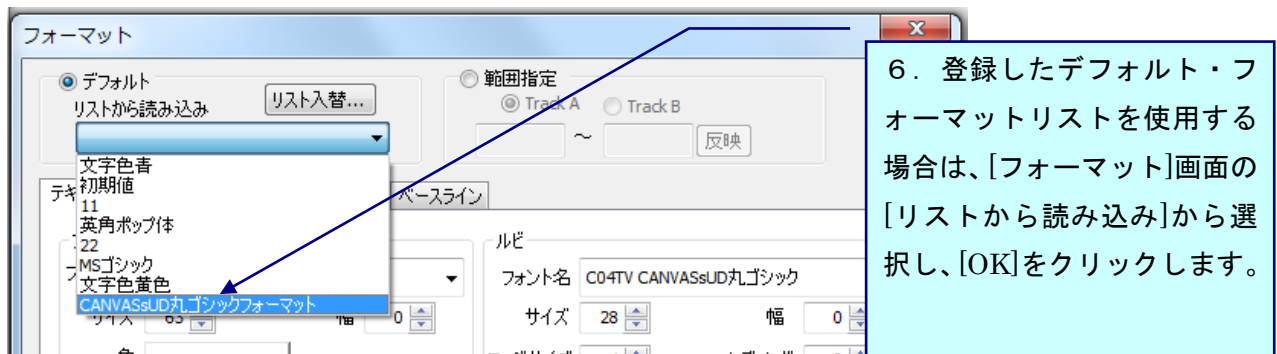 フォーマット
デフォルト
範囲指定
リストから読み込み
リスト入替...
Track A
Track B
～
反映
文字色青
初期値
11
英角ポップ体
22
MSゴシック
文字色黄色
CANVASsUD丸ゴシックフォーマット
テキ
ベースライン
ルビ
フォント名
C04TV CANVASsUD丸ゴシック
サイズ
63
幅
0
サイズ
28
幅
0
６．登録したデフォルト・フ
ォーマットリストを使用する
場合は、[フォーマット]画面の
[リストから読み込み]から選
択し、[OK]をクリックします。